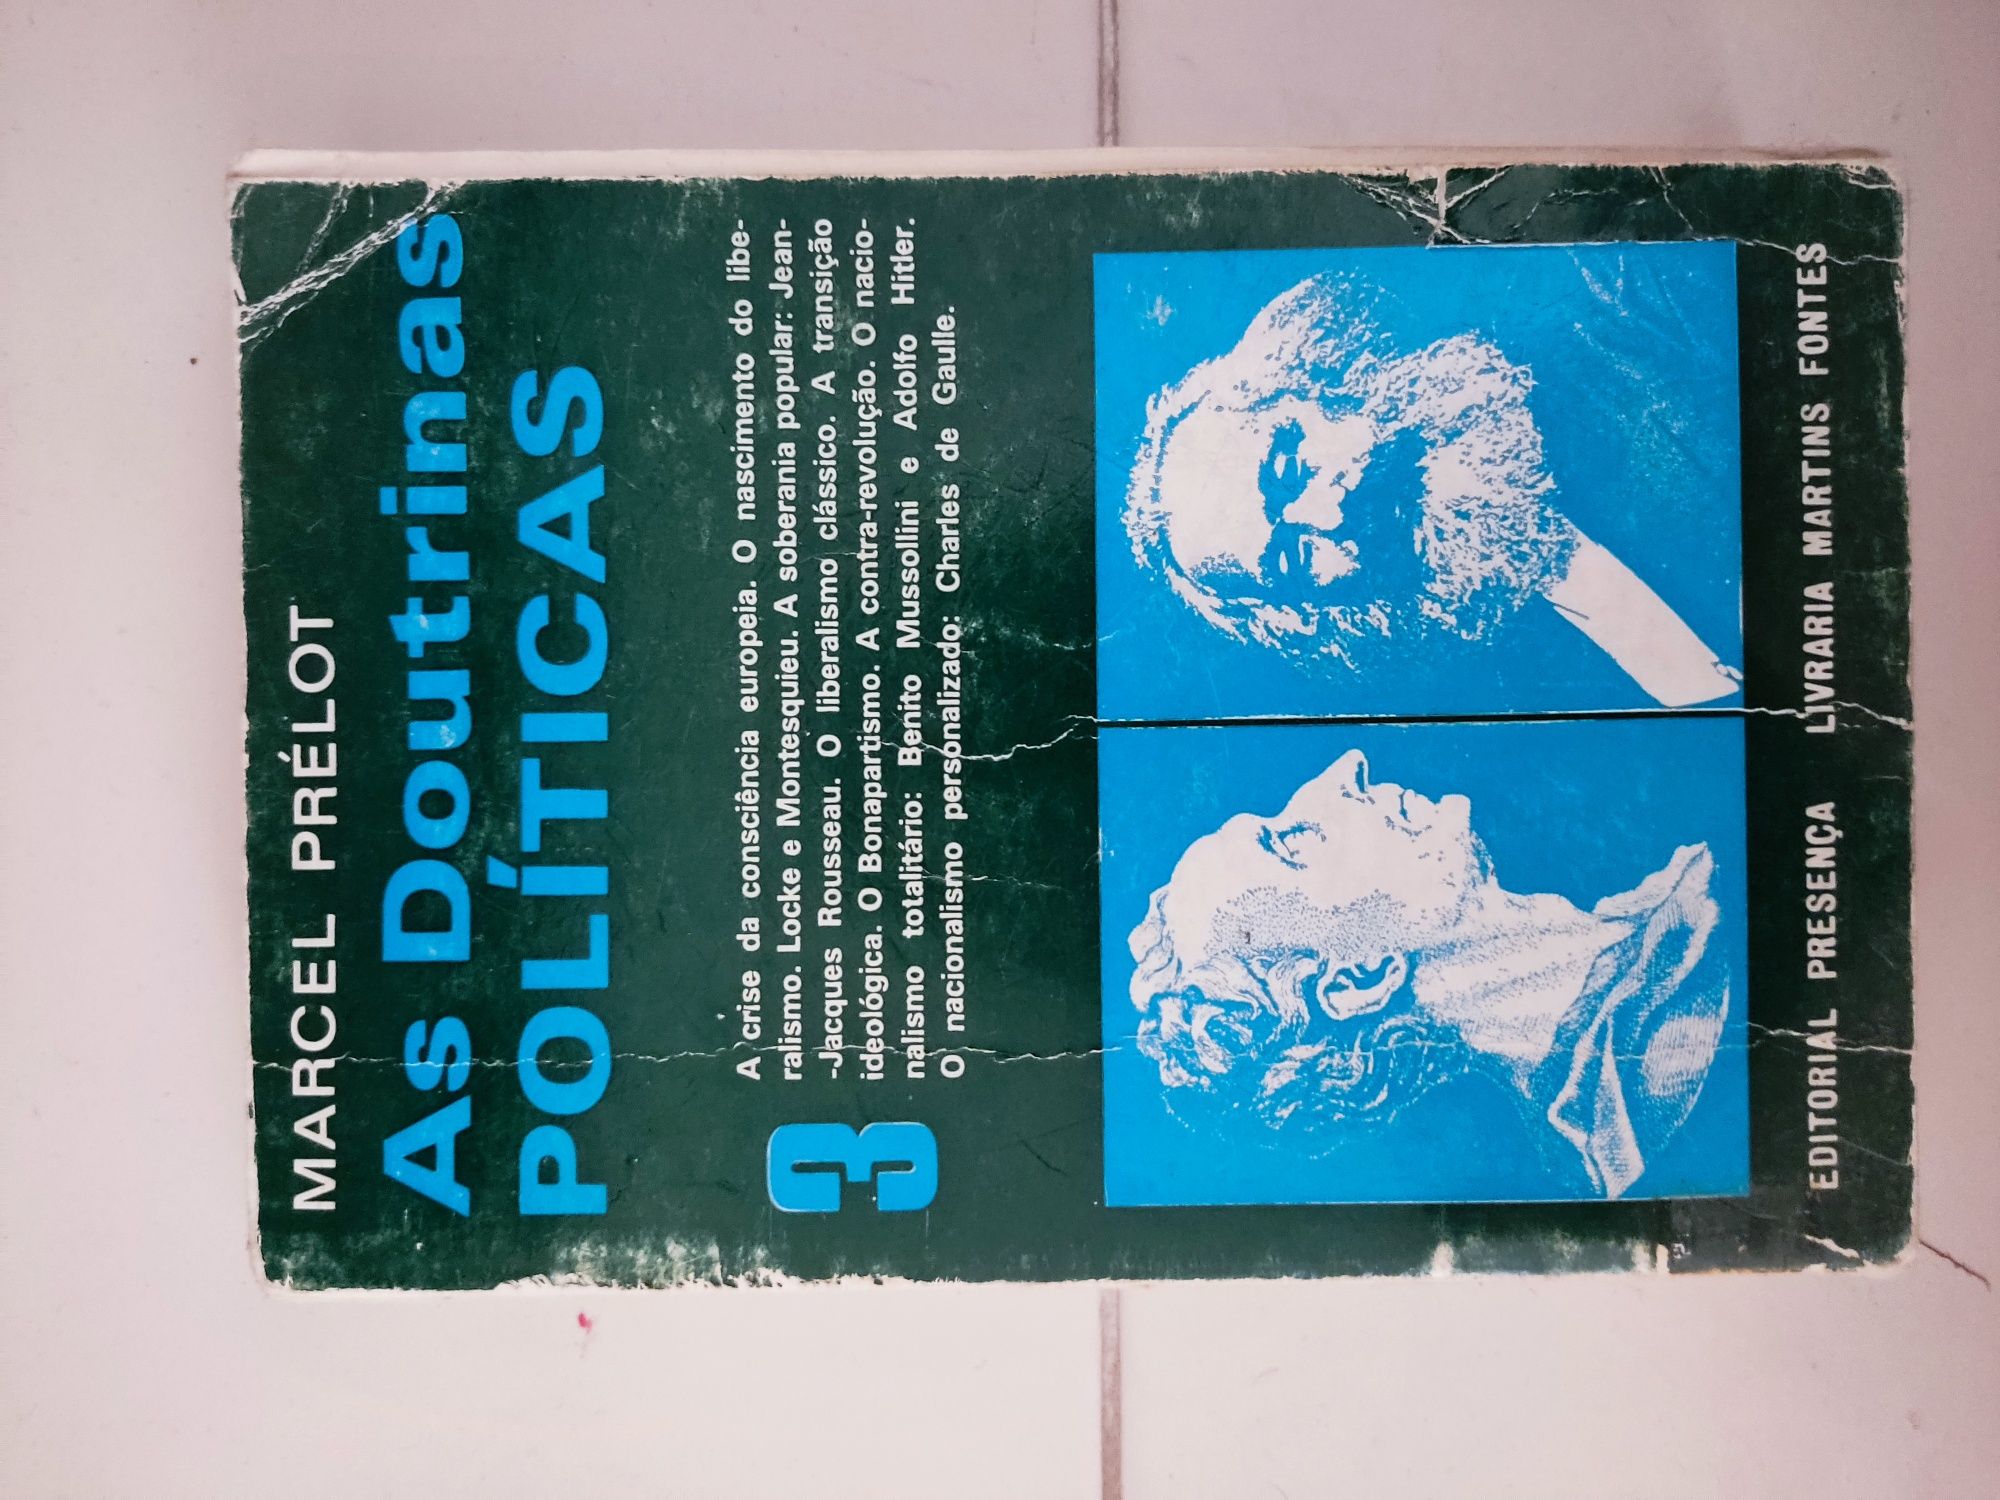 MARCEL PRÉLOT
As Doutrinas
POLÍTICAS
3
A crise da consciência europeia. O nascimento do libe-
ralismo. Locke e Montesquieu. A soberania popular: Jean-
-Jacques Rousseau. O liberalismo clássico. A transição
ideológica. O Bonapartismo. A contra-revolução. O nacio-
nalismo totalitário: Benito Mussollini e Adolfo Hitler.
O nacionalismo personalizado: Charles de Gaulle.
EDITORIAL PRESENÇA LIVRARIA MARTINS FONTES